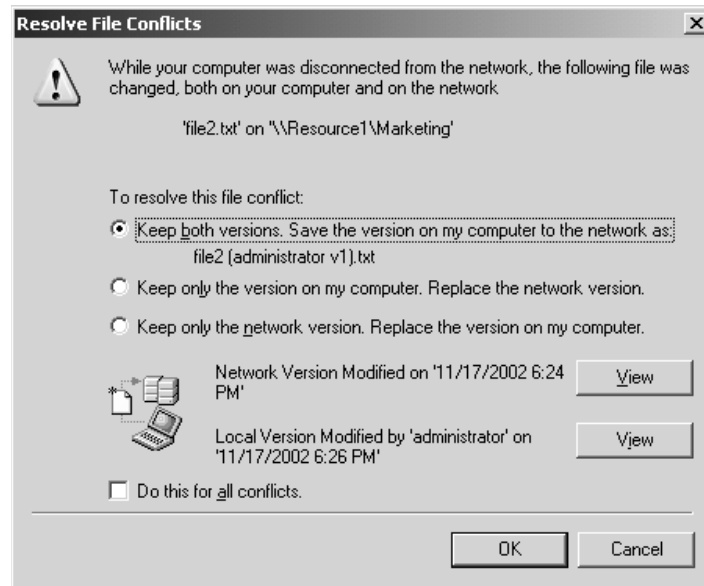 Resolve File Conflicts
While your computer was disconnected from the network, the following file was
changed, both on your computer and on the network
'file2.txt' on '\\Resource1\Marketing'
To resolve this file conflict:
Keep both versions. Save the version on my computer to the network as:
file2 (administrator v1).txt
Keep only the version on my computer. Replace the network version.
Keep only the network version. Replace the version on my computer.
Network Version Modified on '11/17/2002 6:24
PM'
View
Local Version Modified by 'administrator' on
'11/17/2002 6:26 PM'
View
Do this for all conflicts.
OK
Cancel